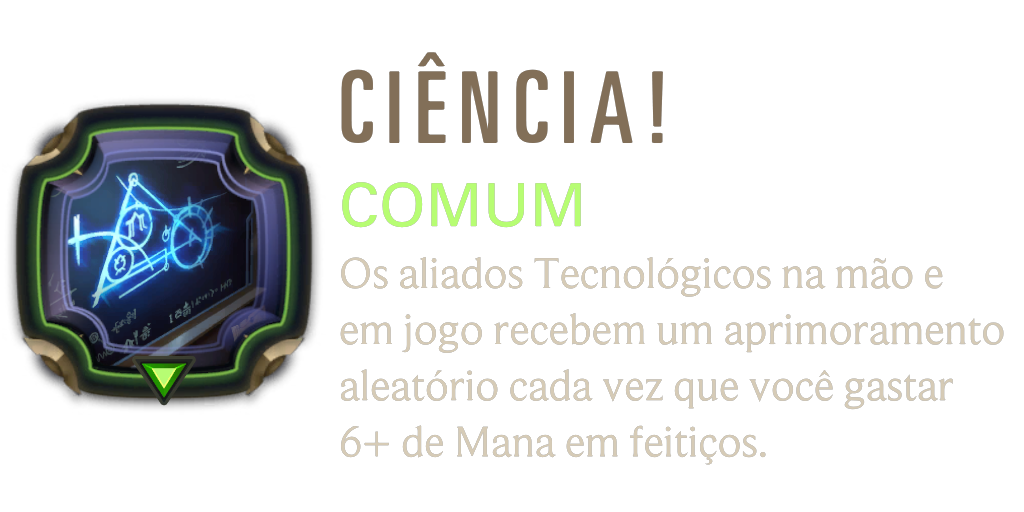 CIÊNCIA!
COMUM
Os aliados Tecnológicos na mão e
em jogo recebem um aprimoramento
aleatório cada vez que você gastar
6+ de Mana em feitiços.